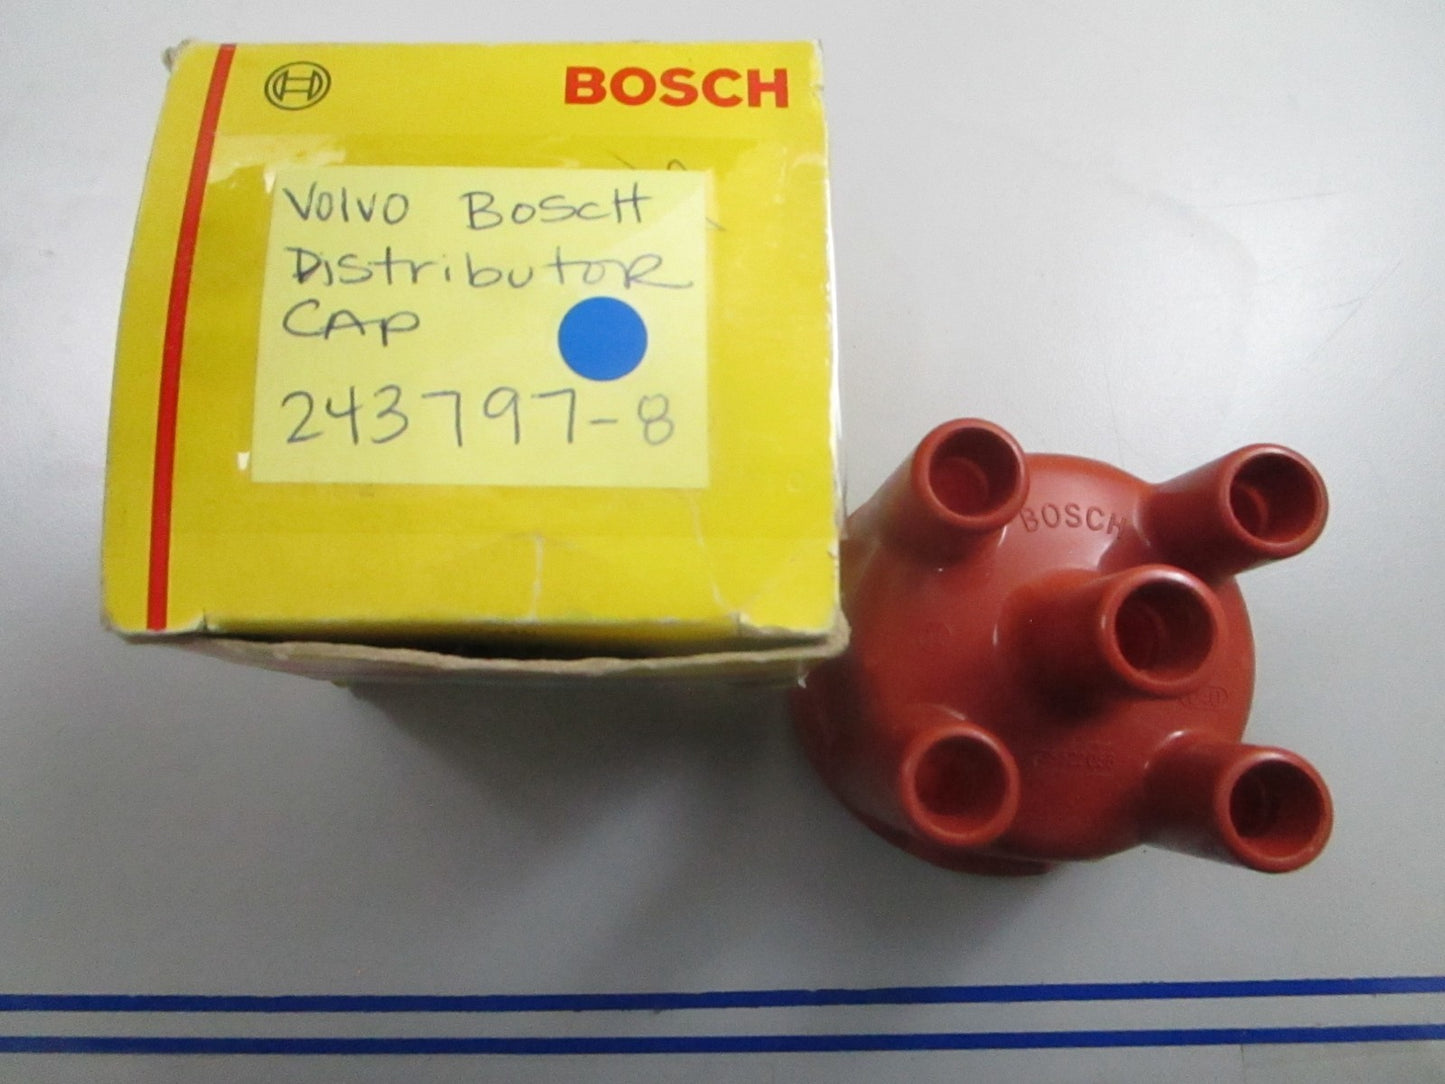 BOSCH
Volvo BoscH
DistributoR
CAp
243797-8
BOSCH